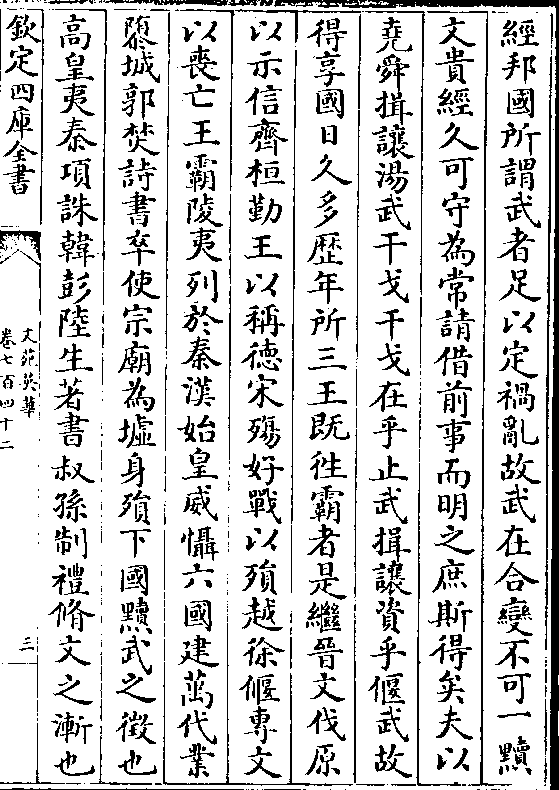 經邦國所謂武者足以定禍亂故武在合變不可一黷
文貴經久可守為常請借前事而明之庶斯得矣夫以
堯舜揖讓湯武干戈干戈在乎止武揖讓資乎偃武故
得享國日久多歴年所三王既徃霸者是繼晉文伐原
以示信齊桓勤王以稱德宋殤好戰以殞越徐偃專文
以喪亡王霸陵夷列於秦漢始皇威懾六國建萬代業
隳城郭焚詩書卒使宗廟為墟身殞下國黷武之徵也
高皇夷秦項誅韓彭陸生著書叔孫制禮脩文之漸也
欽定四庫全書
文苑英華
卷七百四十二
三